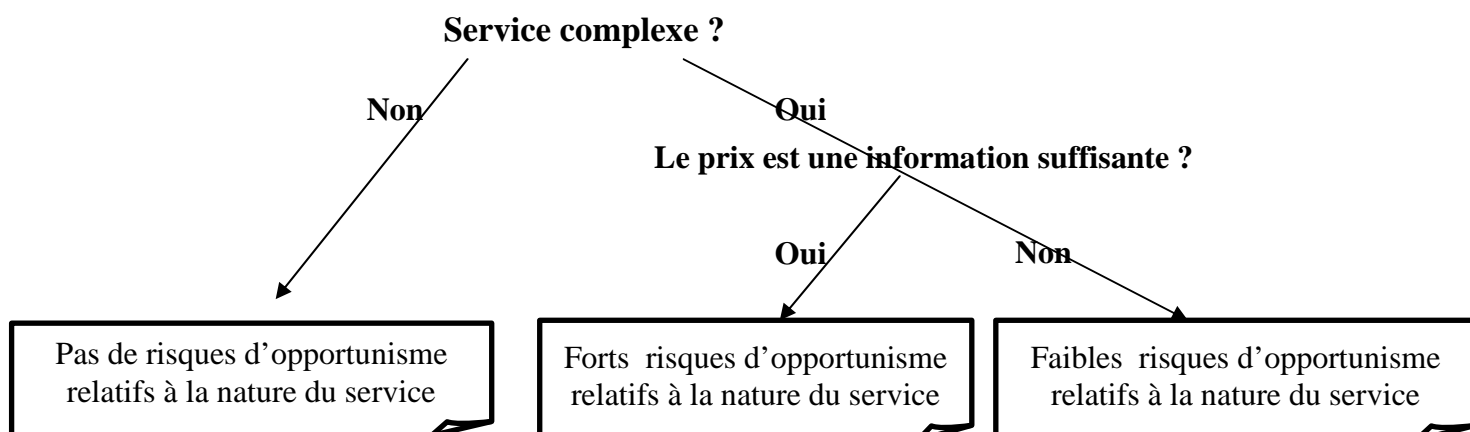 Service complexe ?
Non
Oui
Le prix est une information suffisante ?
Oui
Non
Pas de risques d’opportunisme
relatifs à la nature du service
Forts risques d’opportunisme
relatifs à la nature du service
Faibles risques d’opportunisme
relatifs à la nature du service